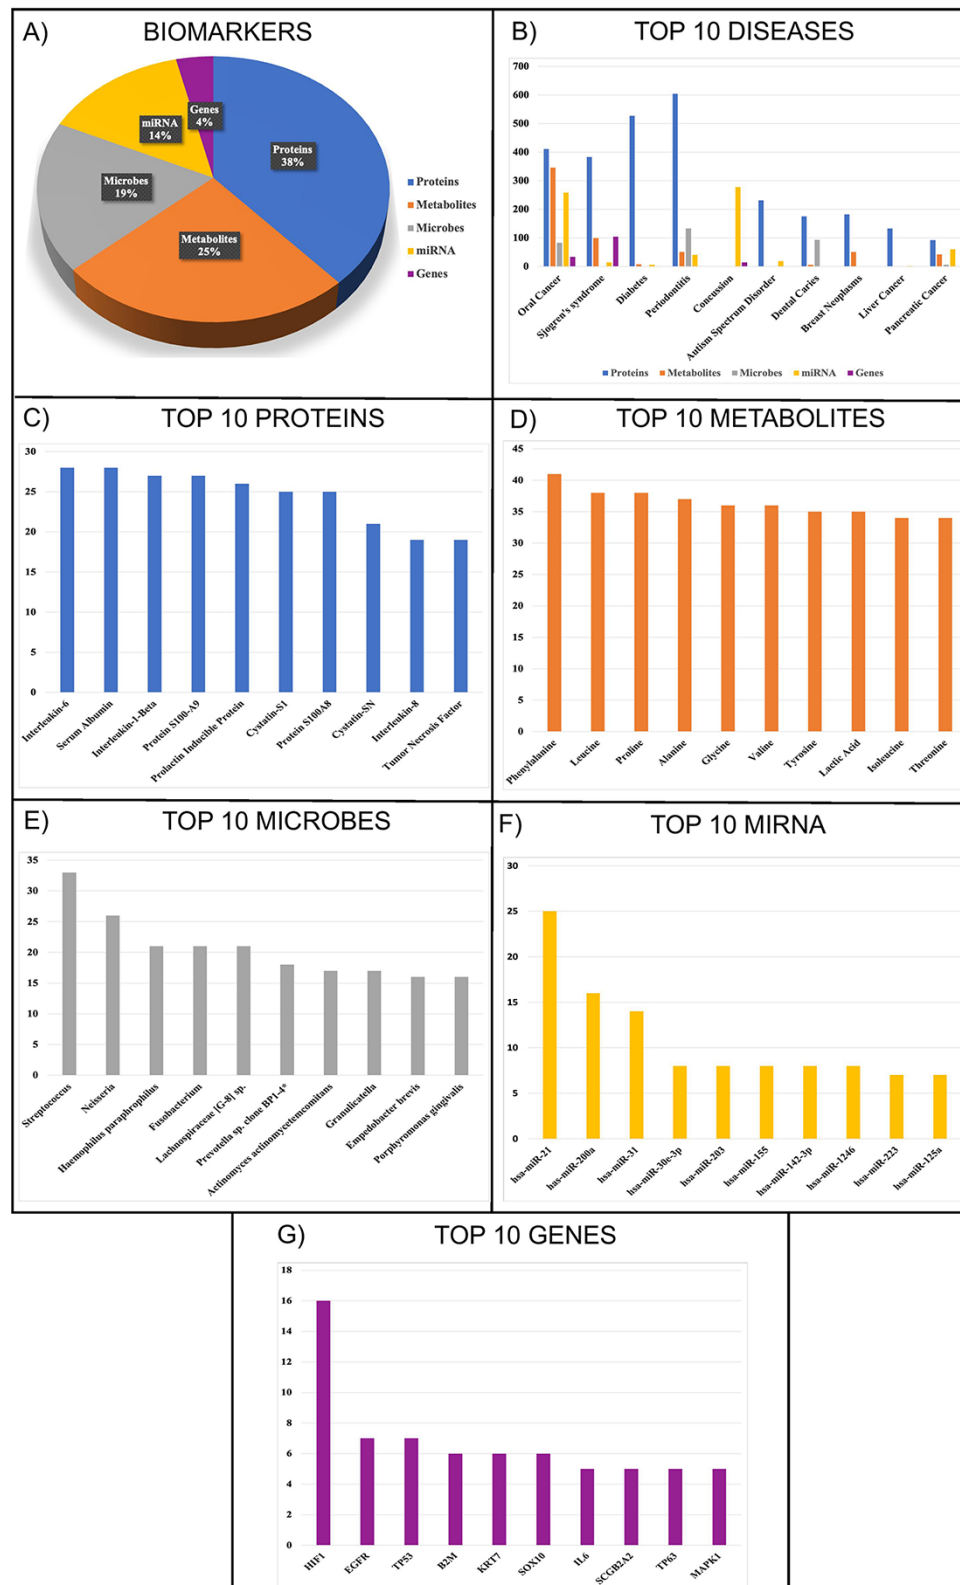 A)
BIOMARKERS
Genes
4%
miRNA
14%
Proteins
38%
Microbes
19%
Metabolites
25%
Proteins
Metabolites
Microbes
miRNA
Genes
B)
TOP 10 DISEASES
700
600
500
400
300
200
100
0
Oral Cancer
Sjogren's syndrome
Diabetes
Periodontitis
Concussion
Autism Spectrum Disorder
Dental Caries
Breast Neoplasms
Liver Cancer
Pancreatic Cancer
Proteins Metabolites Microbes miRNA Genes
C)
TOP 10 PROTEINS
30
25
20
15
10
5
0
Interleukin-6
Serum Albumin
Interleukin-1-Beta
Protein S100-A9
Prolactin Inducible Protein
Cystatin-S1
Protein S100A8
Cystatin-SN
Interleukin-8
Tumor Necrosis Factor
D)
TOP 10 METABOLITES
45
40
35
30
25
20
15
10
5
0
Phenylalanine
Leucine
Proline
Alanine
Glycine
Valine
Tyrosine
Lactic Acid
Isoleucine
Threonine
E)
TOP 10 MICROBES
35
30
25
20
15
10
5
0
Streptococcus
Neisseria
Haemophilus paraphrophilus
Fusobacterium
Lachnospiraceae [G-8] sp.
Prevotella sp. clone BP1-4*
Actinomyces actinomycetemcomitans
Granulicatella
Empedobacter brevis
Porphyromonas gingivalis
F)
TOP 10 MIRNA
30
25
20
15
10
5
0
hsa-miR-21
has-miR-200a
hsa-miR-31
hsa-miR-30e-3p
hsa-miR-203
hsa-miR-155
hsa-miR-142-3p
hsa-miR-1246
hsa-miR-223
hsa-miR-125a
G)
TOP 10 GENES
18
16
14
12
10
8
6
4
2
0
HIF1
EGFR
TP53
B2M
KRT7
SOX10
IL6
SCGB2A2
TP63
MAPK1